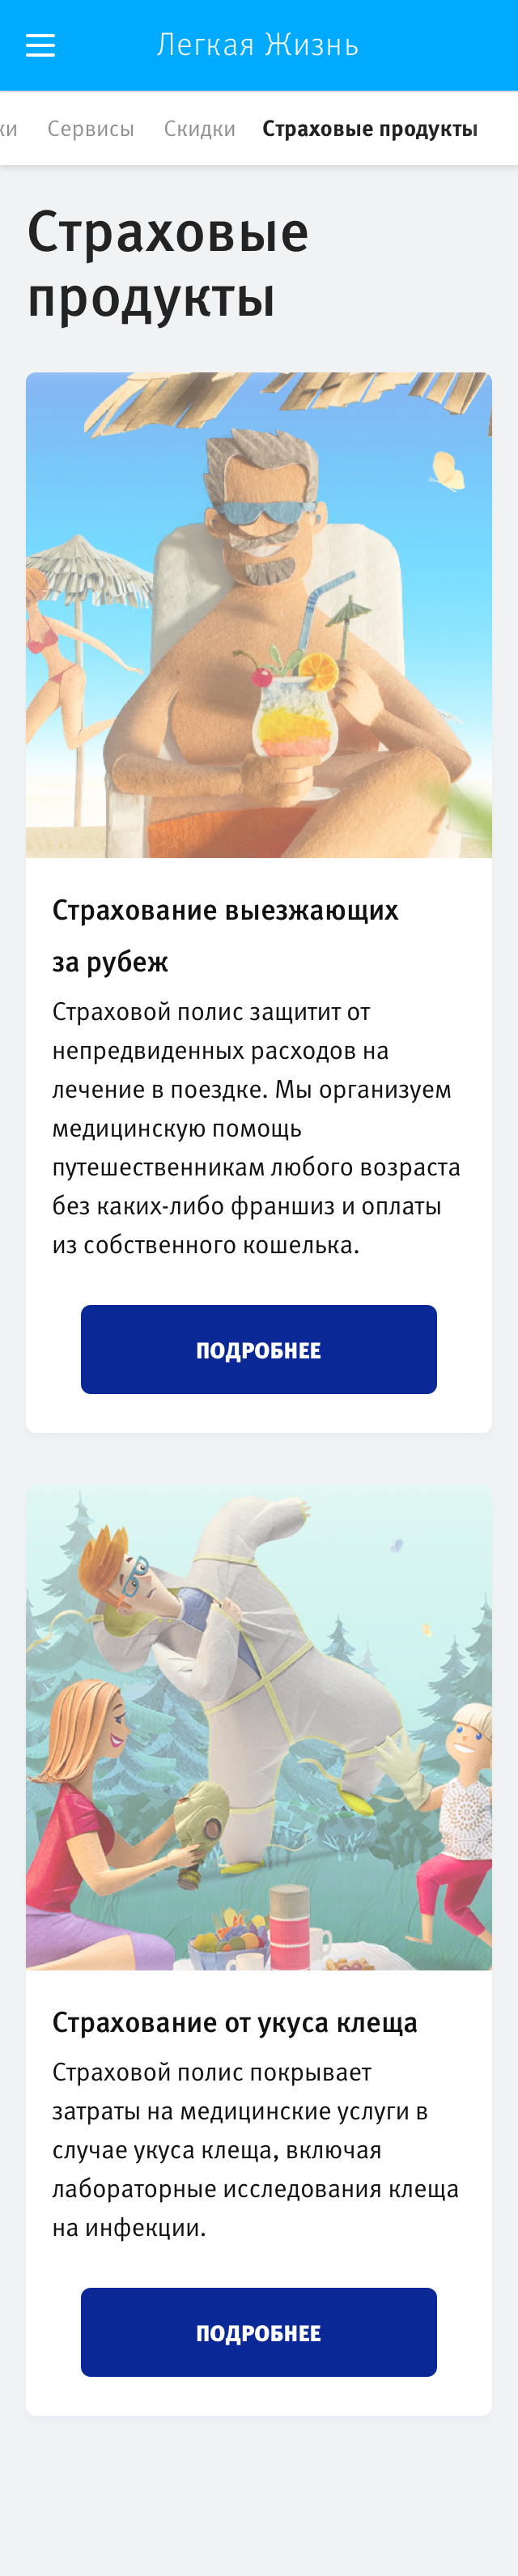 Легкая Жизнь
ки Сервисы Скидки Страховые продукты
Страховые
продукты
Страхование выезжающих
за рубеж
Страховой полис защитит от
непредвиденных расходов на
лечение в поездке. Мы организуем
медицинскую помощь
путешественникам любого возраста
без каких-либо франшиз и оплаты
из собственного кошелька.
ПОДРОБНЕЕ
Страхование от укуса клеща
Страховой полис покрывает
затраты на медицинские услуги в
случае укуса клеща, включая
лабораторные исследования клеща
на инфекции.
ПОДРОБНЕЕ